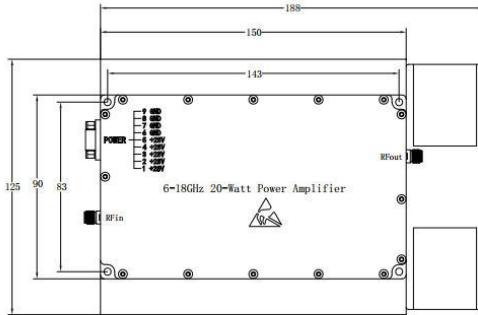 188
150
143
9 GND
8 GND
7 GND
6 GND
POWER
5 +28V
4 +28V
3 +28V
2 +28V
1 +28V
RFout
125
90
83
6-18GHz 20-Watt Power Amplifier
RFin